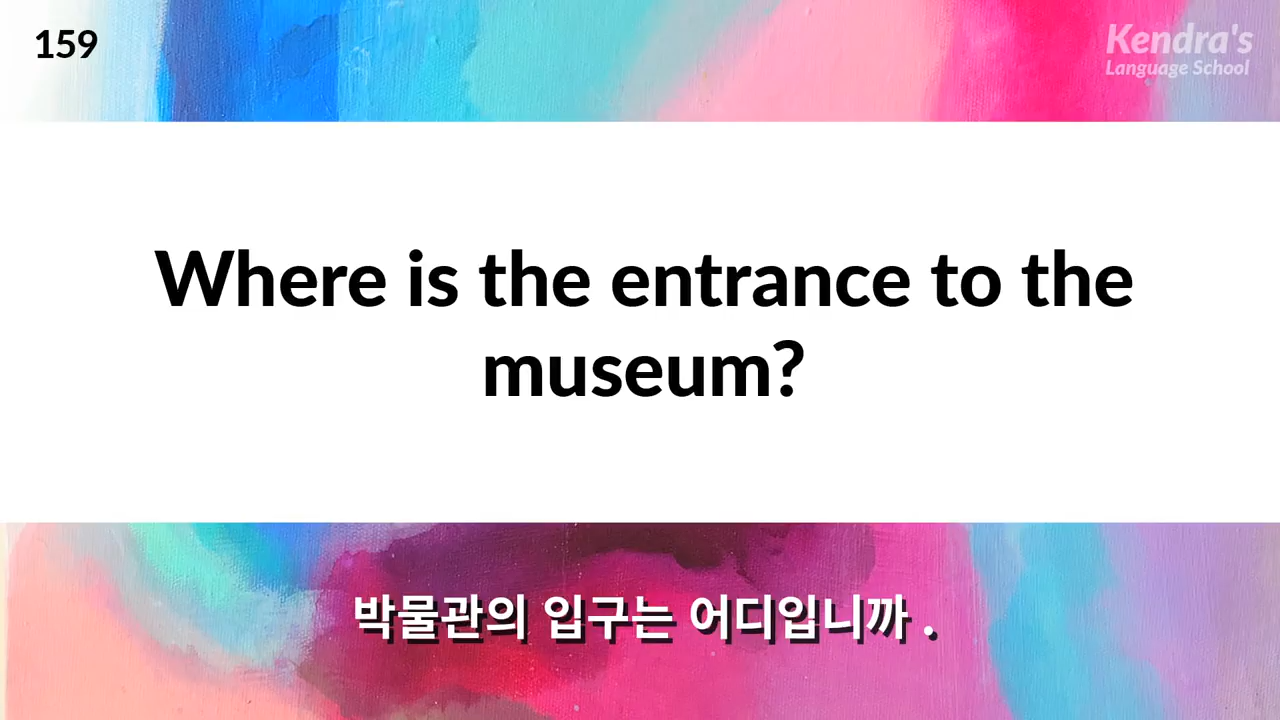 159
Kendra's
Language School
Where is the entrance to the
museum?
박물관의 입구는 어디입니까 .